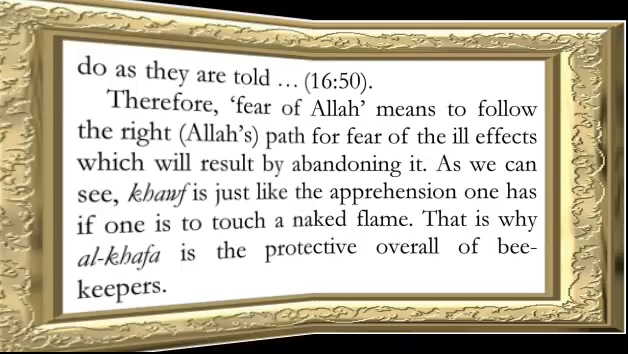 do as they are told … (16:50).
Therefore, ‘fear of Allah’ means to follow
the right (Allah’s) path for fear of the ill effects
which will result by abandoning it. As we can
see, khawf is just like the apprehension one has
if one is to touch a naked flame. That is why
al-khafa is the protective overall of bee-
keepers.